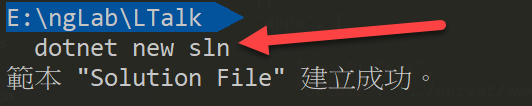 E:\ngLab\LTalk
dotnet new sln
範本 "Solution File" 建立成功。